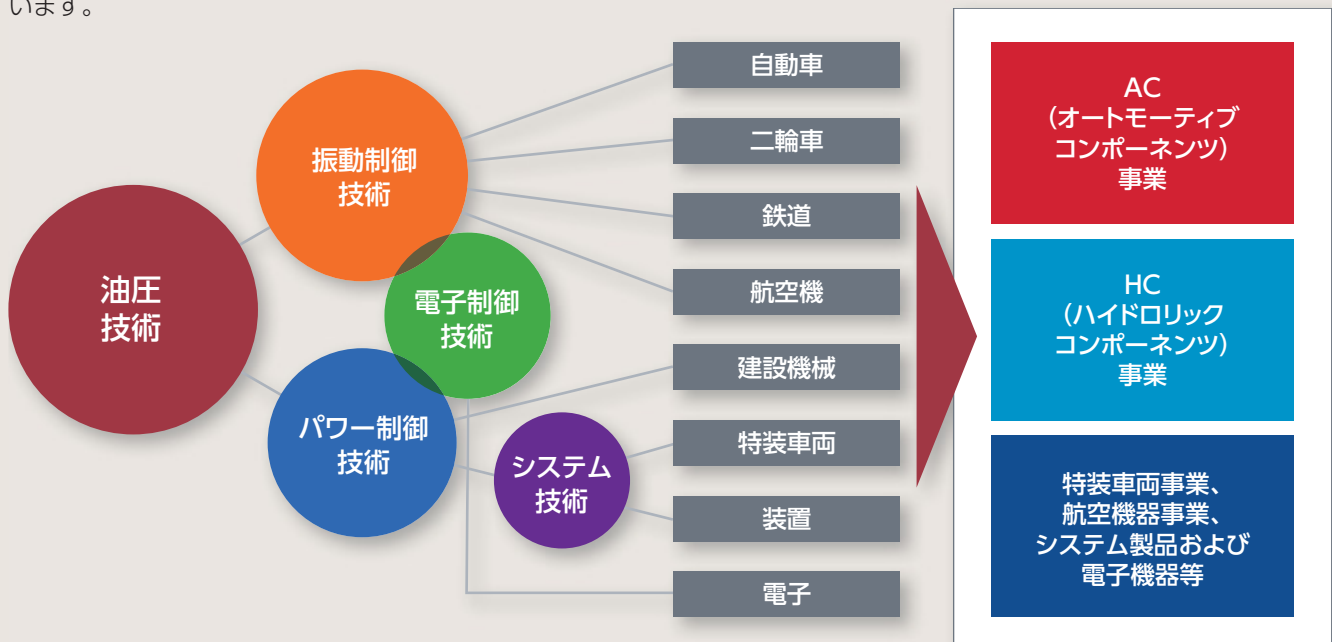 います。
油圧
技術
振動制御
技術
電子制御
技術
パワー制御
技術
システム
技術
自動車
二輪車
鉄道
航空機
建設機械
特装車両
装置
電子
AC
（オートモーティブ
コンポーネンツ）
事業
HC
（ハイドロリック
コンポーネンツ）
事業
特装車両事業、
航空機器事業、
システム製品および
電子機器等